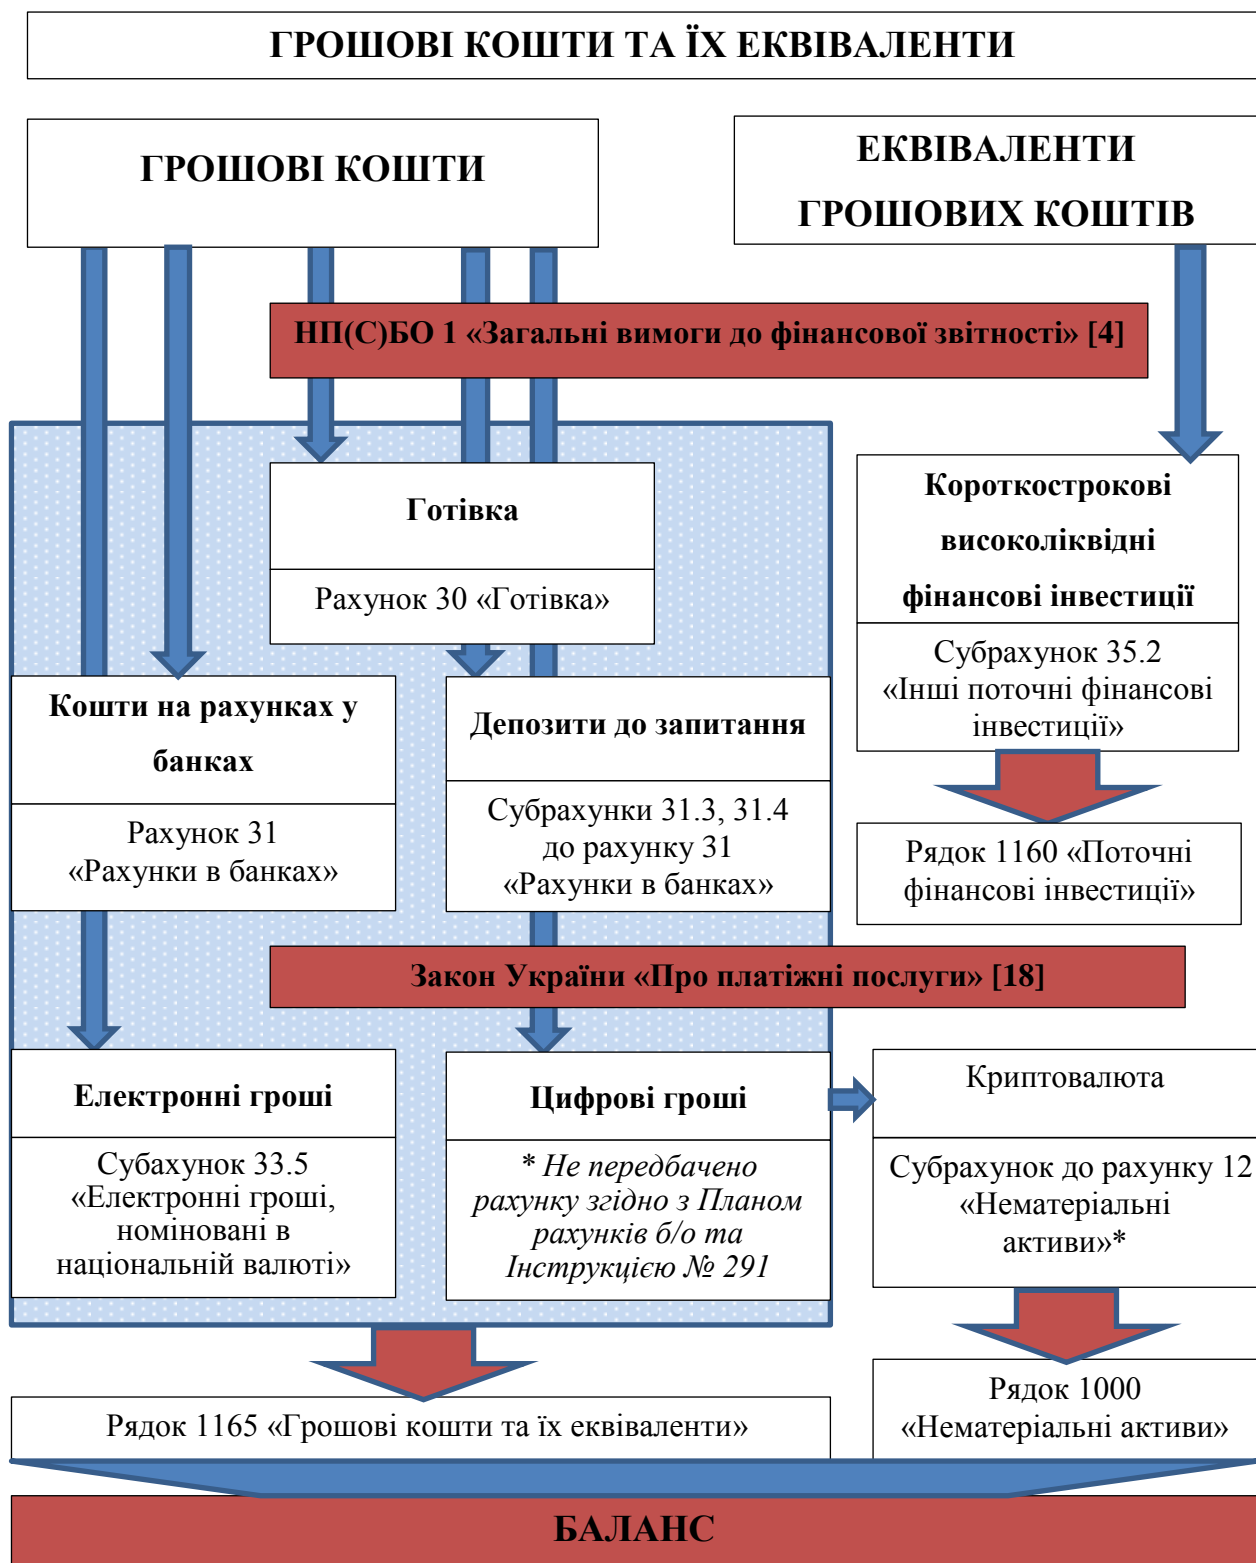 ГРОШОВІ КОШТИ ТА ЇХ ЕКВІВАЛЕНТИ
ГРОШОВІ КОШТИ
ЕКВІВАЛЕНТИ
ГРОШОВИХ КОШТІВ
НП(С)БО 1 «Загальні вимоги до фінансової звітності» [4]
Готівка
Рахунок 30 «Готівка»
Короткострокові
високоліквідні
фінансові інвестиції
Субрахунок 35.2
«Інші поточні фінансові
інвестиції»
Кошти на рахунках у
банках
Рахунок 31
«Рахунки в банках»
Депозити до запитання
Субрахунки 31.3, 31.4
до рахунку 31
«Рахунки в банках»
Рядок 1160 «Поточні
фінансові інвестиції»
Закон України «Про платіжні послуги» [18]
Електронні гроші
Субахунок 33.5
«Електронні гроші,
номіновані в
національній валюті»
Цифрові гроші
* Не передбачено
рахунку згідно з Планом
рахунків б/о та
Інструкцією № 291
Криптовалюта
Субрахунок до рахунку 12
«Нематеріальні
активи»*
Рядок 1165 «Грошові кошти та їх еквіваленти»
Рядок 1000
«Нематеріальні активи»
БАЛАНС